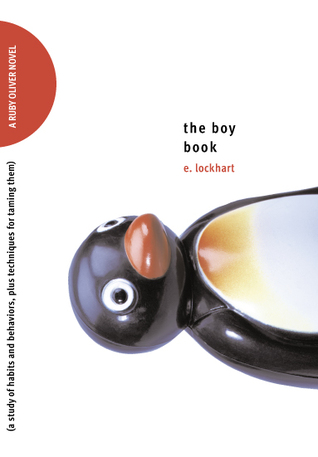 the boy
book
e. lockhart
A RUBY OLIVER NOVEL
(a study of habits and behaviors, plus techniques for taming them)